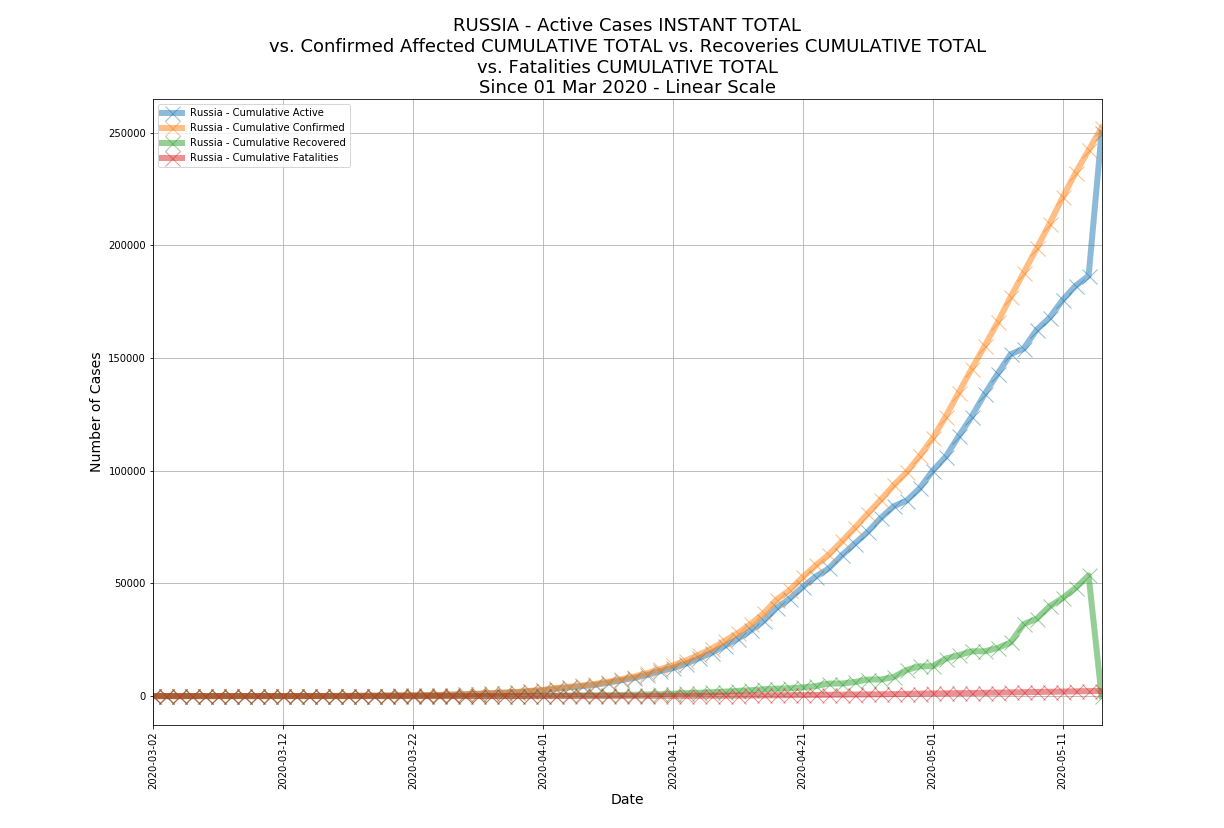 RUSSIA - Active Cases INSTANT TOTAL
vs. Confirmed Affected CUMULATIVE TOTAL vs. Recoveries CUMULATIVE TOTAL
vs. Fatalities CUMULATIVE TOTAL
Since 01 Mar 2020 - Linear Scale
Russia - Cumulative Active
Russia - Cumulative Confirmed
Russia - Cumulative Recovered
Russia - Cumulative Fatalities
Number of Cases
250000
200000
150000
100000
50000
0
2020-03-02
2020-03-12
2020-03-22
2020-04-01
2020-04-11
2020-04-21
2020-05-01
2020-05-11
Date